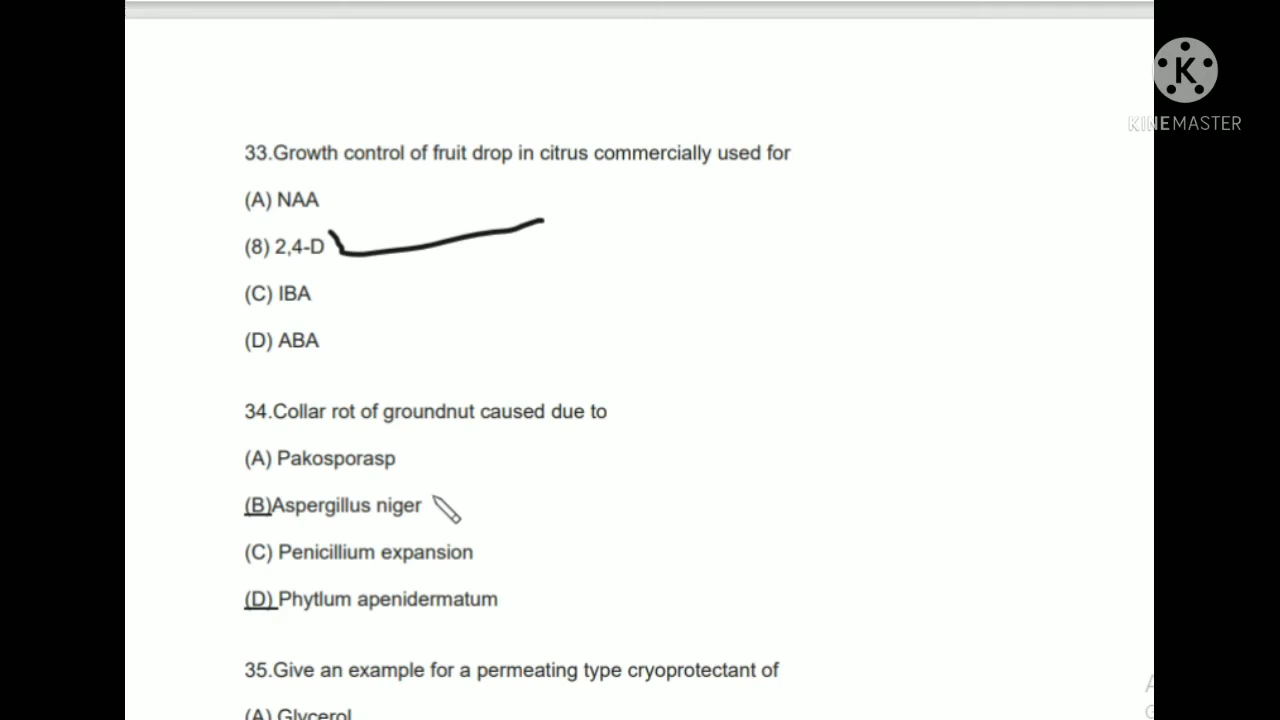 K
KINEMASTER
33.Growth control of fruit drop in citrus commercially used for
(A) NAA
(8) 2,4-D
(C) IBA
(D) ABA
34.Collar rot of groundnut caused due to
(A) Pakosporasp
(B)Aspergillus niger
(C) Penicillium expansion
(D) Phytlum apenidermatum
35.Give an example for a permeating type cryoprotectant of
(A) Glycerol